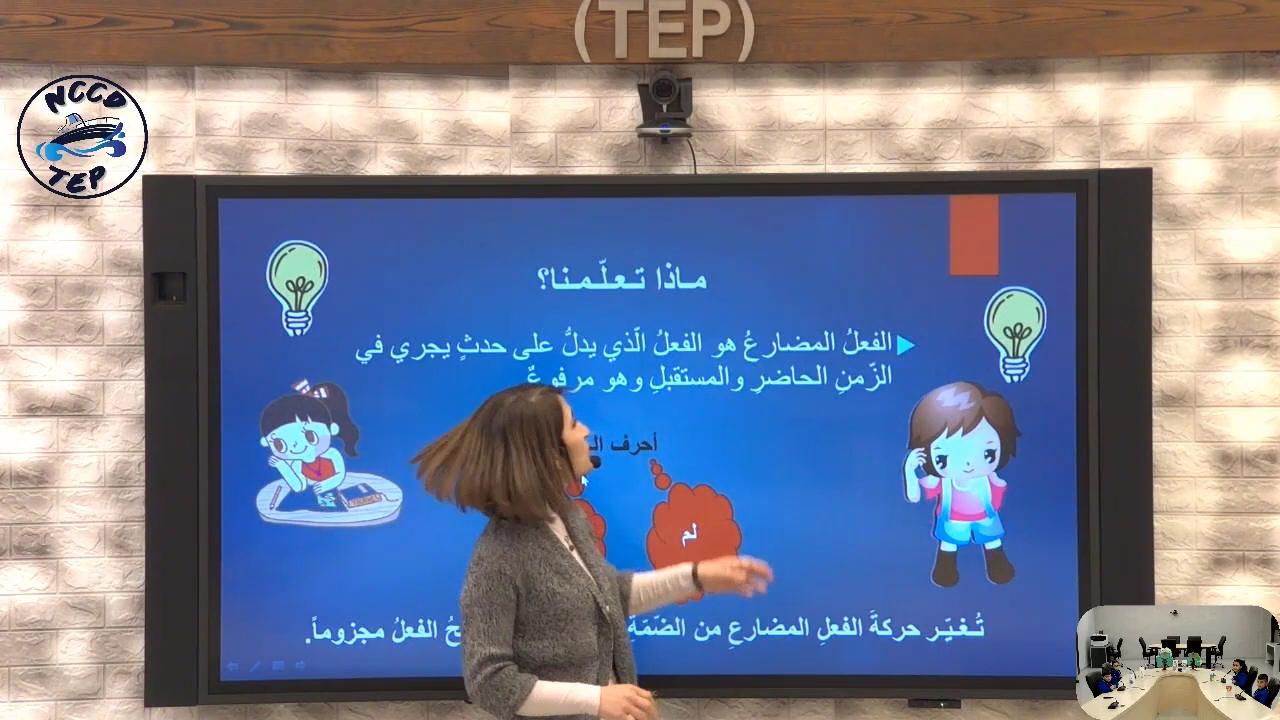 (TEP)
NCCD
TEP
ماذا تعلّمنا؟
الفعلُ المضارعُ هو الفعلُ الّذي يدلُّ على حدثٍ يجري في
الزّمنِ الحاضرِ والمستقبلِ وهو مرفوعٌ
أحرف
لم
تُغيّر حركةَ الفعلِ المضارعِ من الضّمّة
الفعلُ مجزوماً.